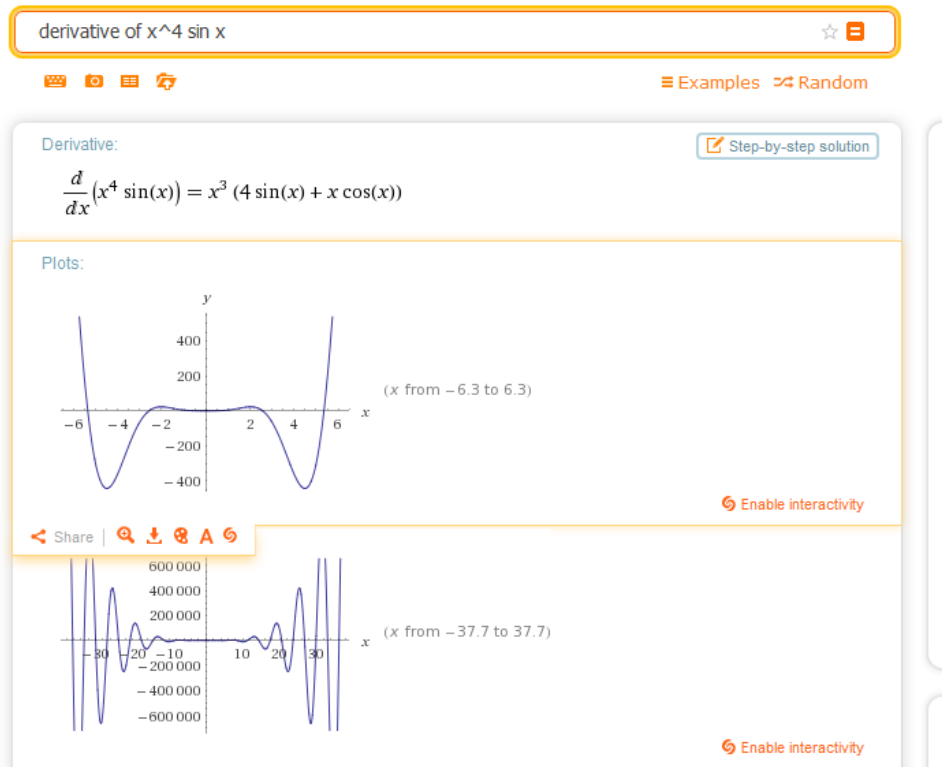 derivative of x^4 sin x
Examples Random
Derivative:
Step-by-step solution
d/dx (x⁴ sin(x)) = x³ (4 sin(x) + x cos(x))
Plots:
y
400
200
(x from −6.3 to 6.3)
x
−6 −4 −2 2 4 6
−200
−400
Enable interactivity
Share A
600 000
400 000
200 000
(x from −37.7 to 37.7)
x
−30 −20 −10 10 20 30
−200 000
−400 000
−600 000
Enable interactivity